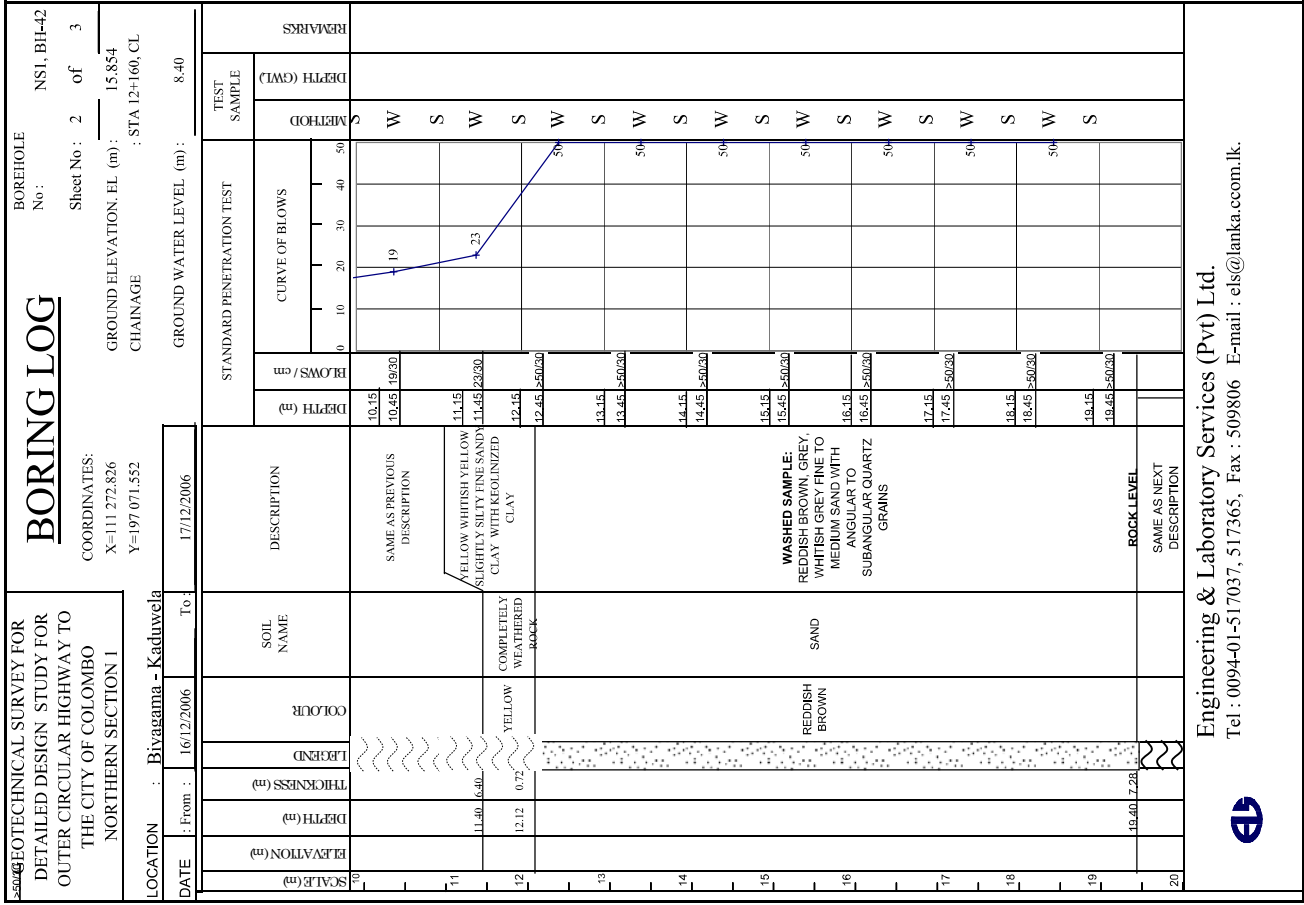 >50/30
GEOTECHNICAL SURVEY FOR
DETAILED DESIGN STUDY FOR
OUTER CIRCULAR HIGHWAY TO
THE CITY OF COLOMBO
NORTHERN SECTION 1
BORING LOG
BOREHOLE
No : NS1, BH-42
Sheet No : 2 of 3
COORDINATES:
X=111 272.826
Y=197 071.552
GROUND ELEVATION. EL (m) : 15.854
CHAINAGE : STA 12+160, CL
LOCATION : Bivagama - Kaduwela
GROUND WATER LEVEL (m) : 8.40
DATE : From : 16/12/2006 To : 17/12/2006
SCALE (m)
ELEVATION (m)
DEPTH (m)
THICKNESS (m)
LEGEND
COLOUR
SOIL
NAME
DESCRIPTION
STANDARD PENETRATION TEST
DEPTH (m)
BLOWS / cm
CURVE OF BLOWS
0 10 20 30 40 50
TEST
SAMPLE
METHOD
DEPTH (GWL)
REMARKS
10
11
12
13
14
15
16
17
18
19
20
11.40 6.40
12.12 0.72
19.40 7.28
YELLOW
REDDISH
BROWN
COMPLETELY
WEATHERED
ROCK
SAND
SAME AS PREVIOUS
DESCRIPTION
YELLOW WHITISH YELLOW
SLIGHTLY SILTY FINE SANDY
CLAY WITH KEOLINIZED
CLAY
WASHED SAMPLE:
REDDISH BROWN, GREY,
WHITISH GREY FINE TO
MEDIUM SAND WITH
ANGULAR TO
SUBANGULAR QUARTZ
GRAINS
ROCK LEVEL
SAME AS NEXT
DESCRIPTION
10.15
10.45 19/30
11.15
11.45 23/30
12.15
12.45 >50/30
13.15
13.45 >50/30
14.15
14.45 >50/30
15.15
15.45 >50/30
16.15
16.45 >50/30
17.15
17.45 >50/30
18.15
18.45 >50/30
19.15
19.45 >50/30
19
23
50
50
50
50
50
50
50
S
W
S
W
S
W
S
W
S
W
S
W
S
W
S
W
S
W
S
Engineering & Laboratory Services (Pvt) Ltd.
Tel : 0094-01-517037, 517365, Fax : 509806 E-mail : els@lanka.ccom.lk.
ELS